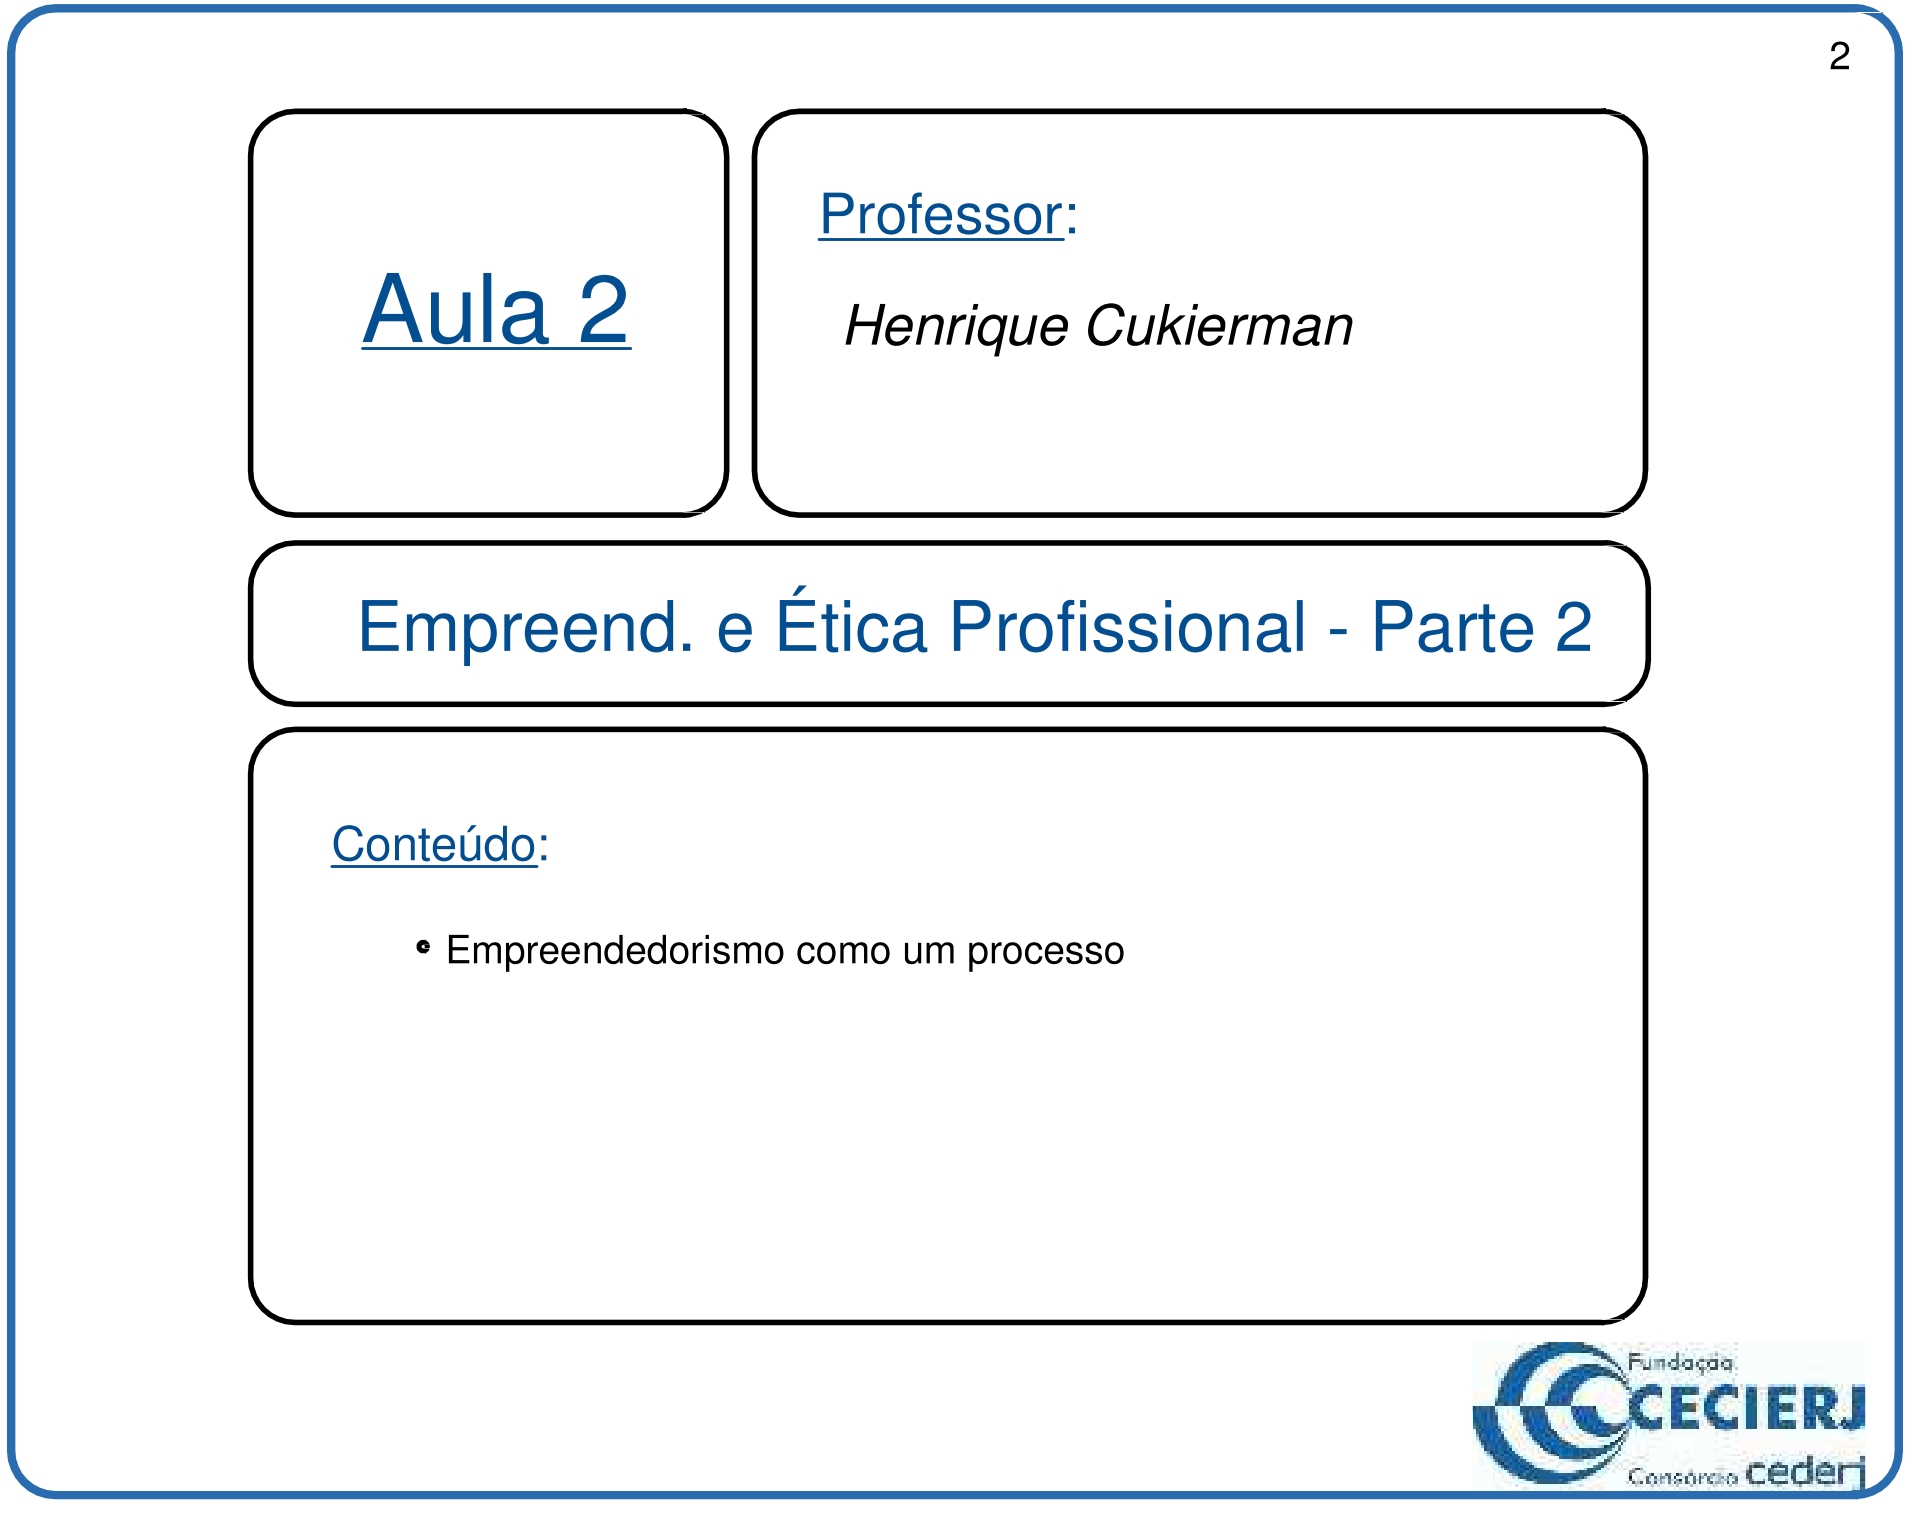 2
Aula 2
Professor:
Henrique Cukierman
Empreend. e Ética Profissional - Parte 2
Conteúdo:
• Empreendedorismo como um processo
Fundação
CECIERJ
Consórcio cederj